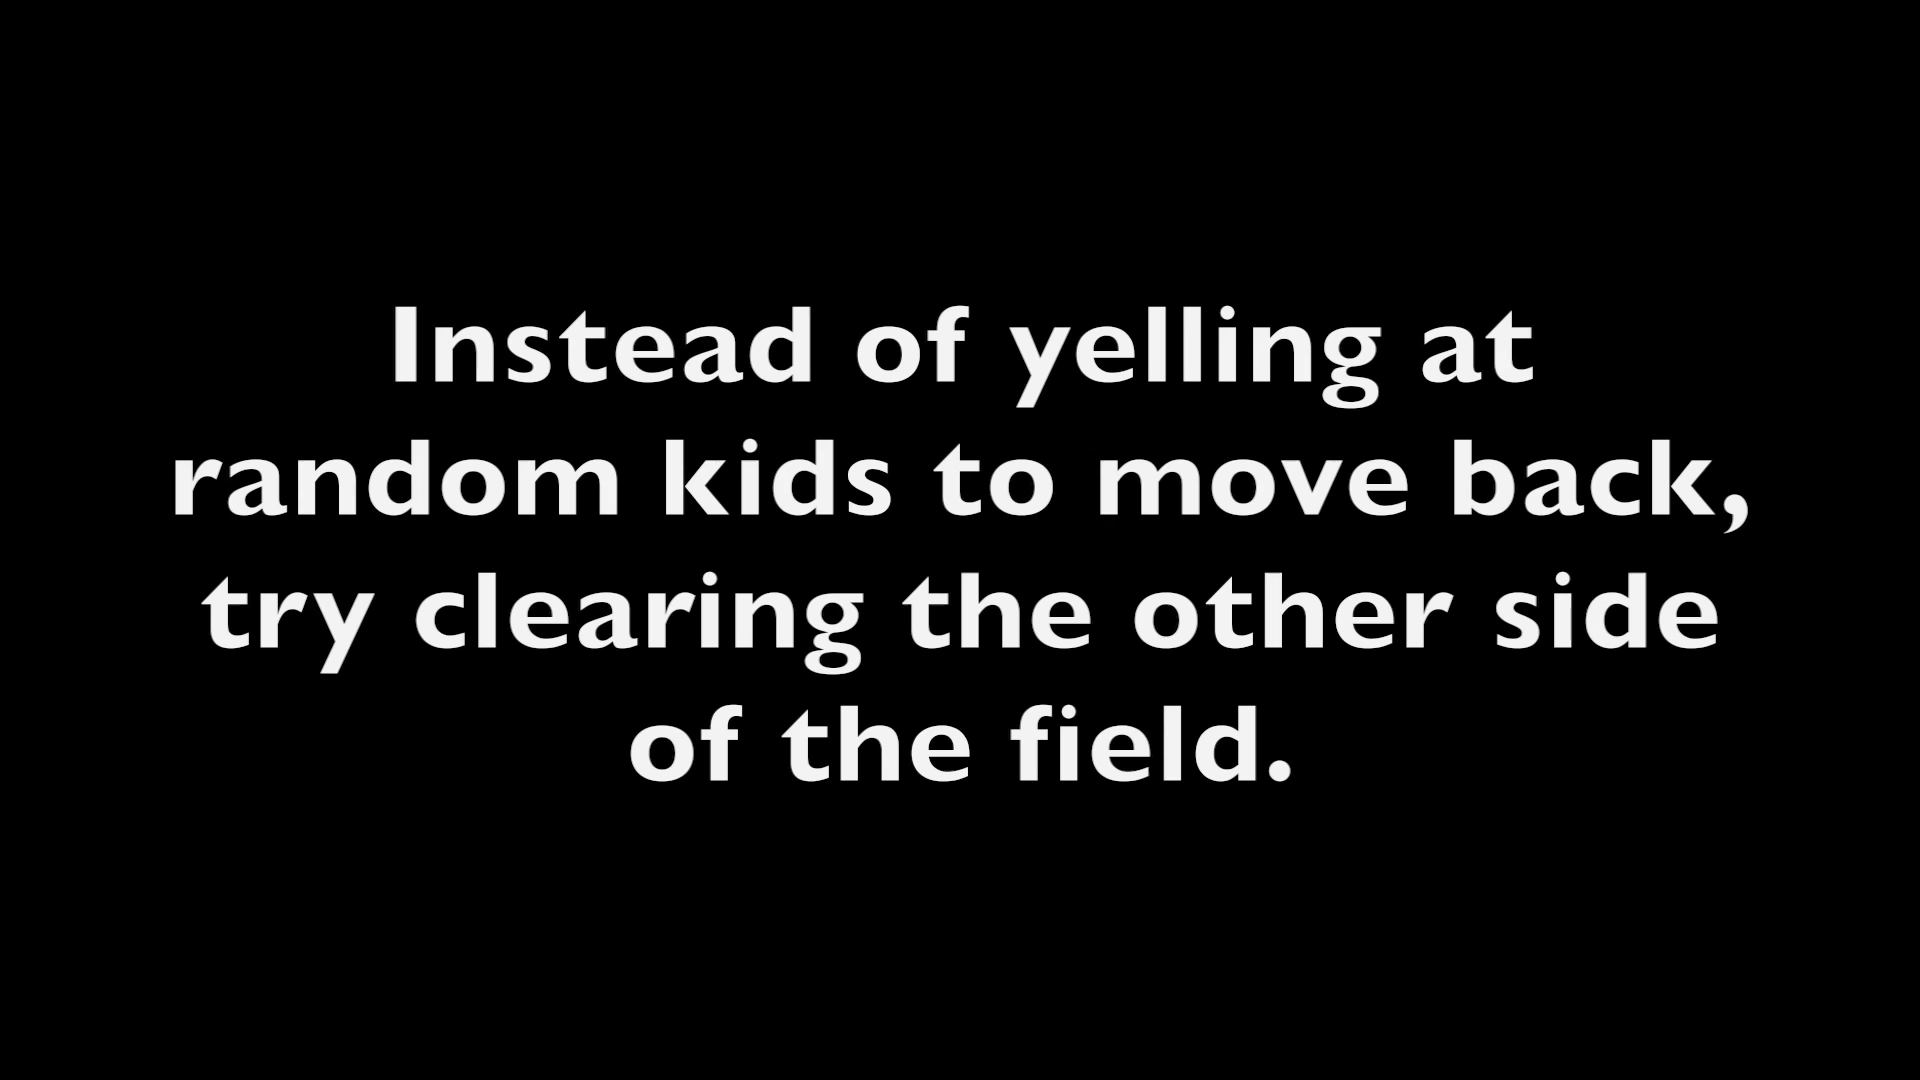 Instead of yelling at
random kids to move back,
try clearing the other side
of the field.